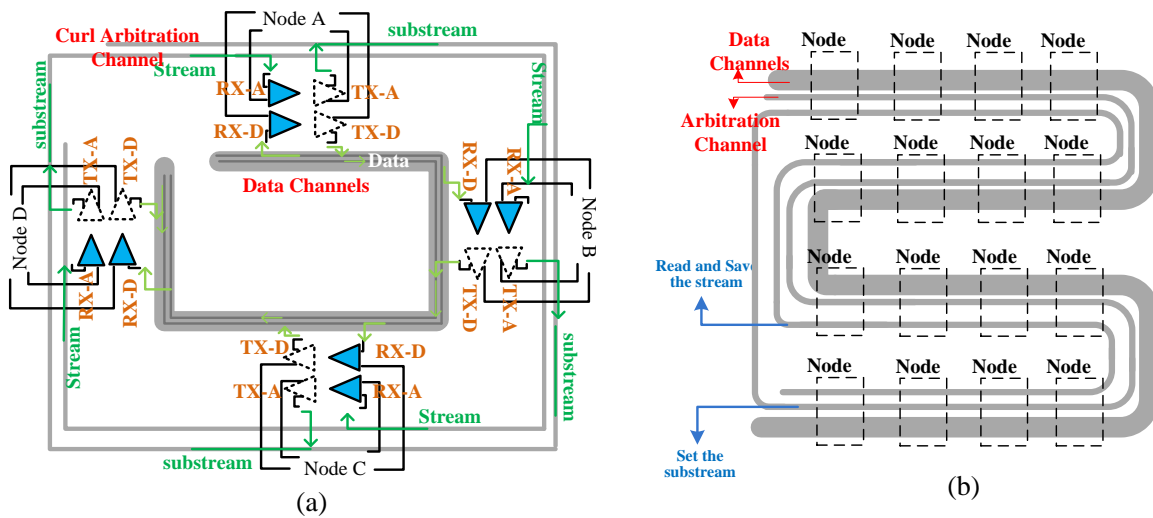 Curl Arbitration
Channel
Node A
substream
Stream
RX-A
TX-A
RX-D
TX-D
Data
Data Channels
Stream
substream
TX-A
TX-D
Node D
RX-A
RX-D
Stream
RX-D
RX-A
Node B
TX-D
TX-A
substream
TX-D
RX-D
TX-A
RX-A
Stream
substream
Node C
(a)
Data
Channels
Arbitration
Channel
Node Node Node Node
Node Node Node Node
Read and Save
the stream
Node Node Node Node
Node Node Node Node
Set the
substream
(b)